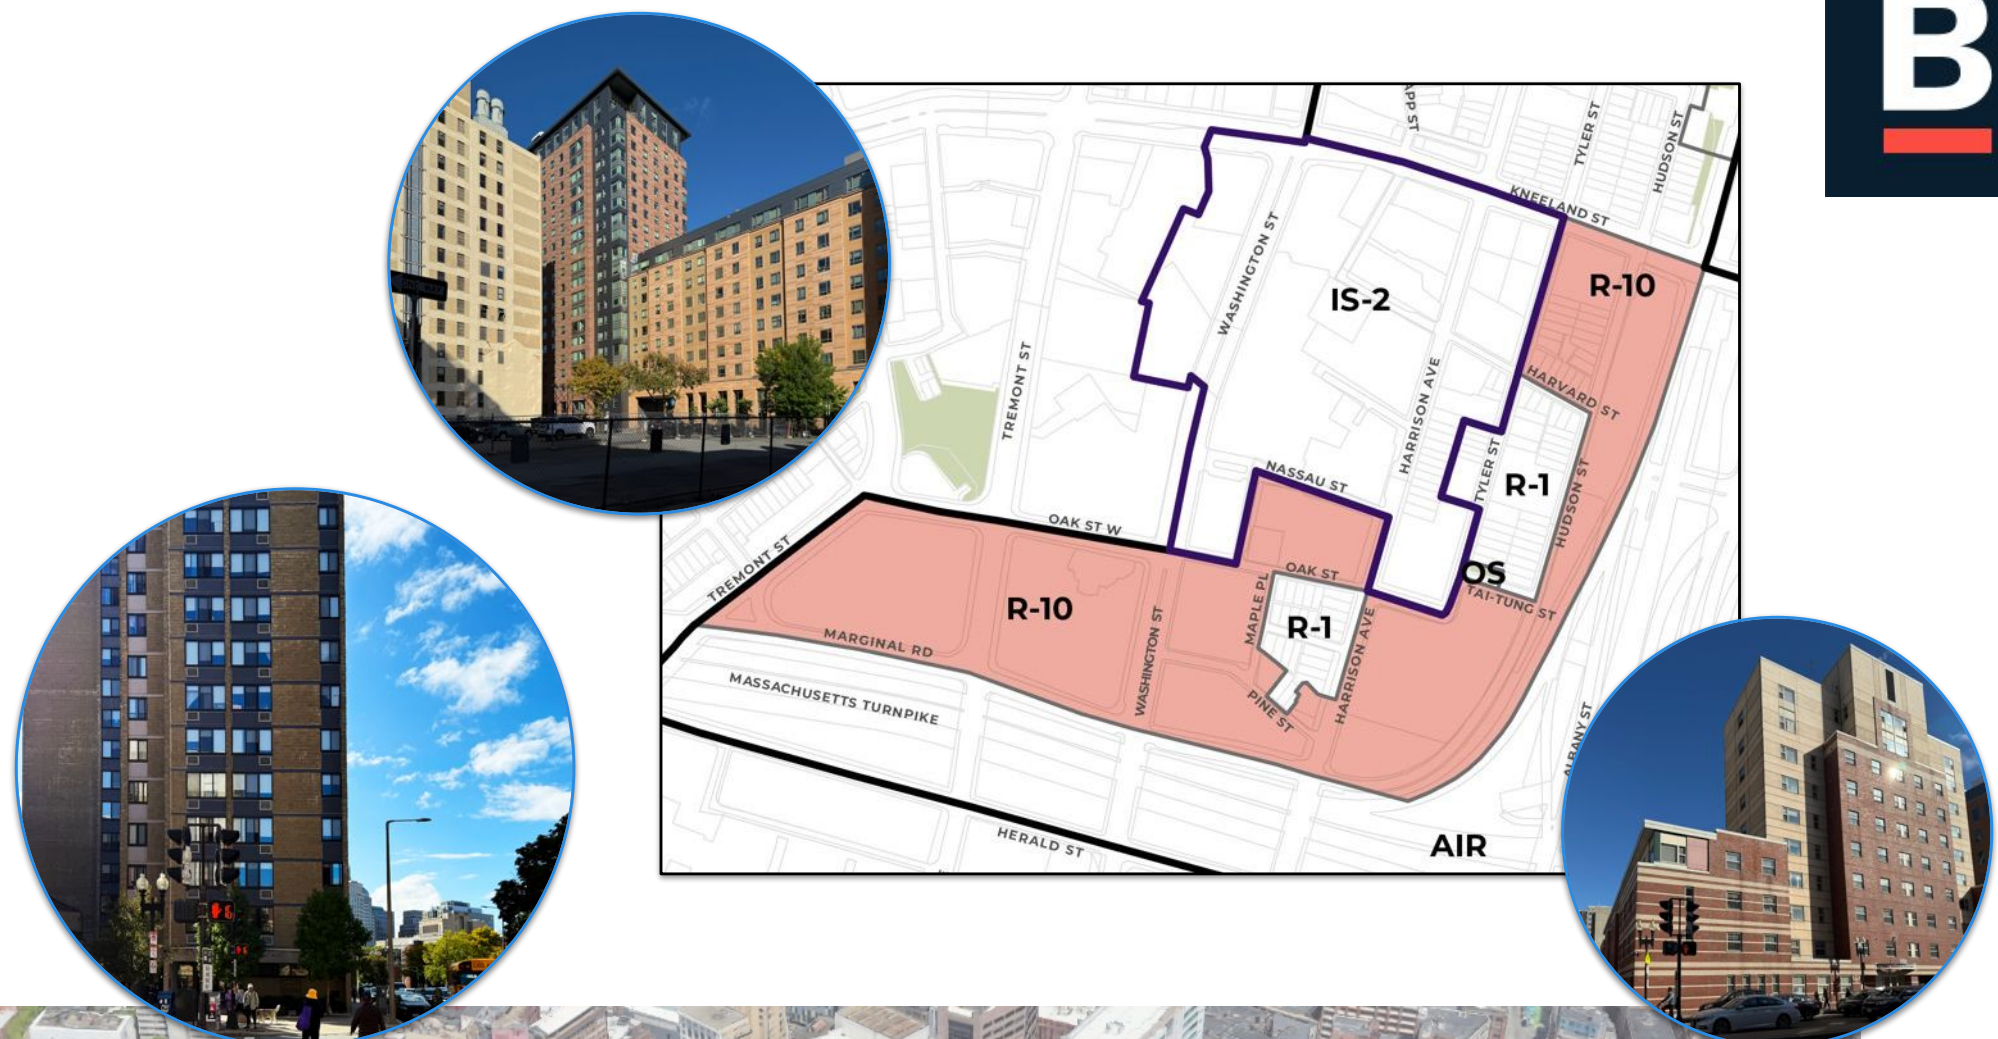 B
APP ST
TYLER ST
HUDSON ST
KNEELAND ST
R-10
WASHINGTON ST
IS-2
TREMONT ST
HARRISON AVE
HARVARD ST
TYLER ST
R-1
HUDSON ST
NASSAU ST
OAK ST W
TREMONT ST
OAK ST
OS
TAI-TUNG ST
MAPLE PL
R-10
R-1
WASHINGTON ST
HARRISON AVE
MARGINAL RD
MASSACHUSETTS TURNPIKE
PINE ST
ALBANY ST
HERALD ST
AIR